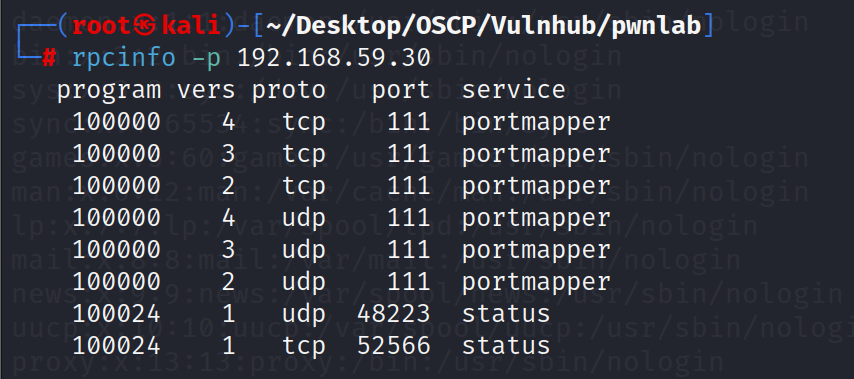 ┌──(root㉿kali)-[~/Desktop/OSCP/Vulnhub/pwnlab]
└─# rpcinfo -p 192.168.59.30
program vers proto port service
100000 4 tcp 111 portmapper
100000 3 tcp 111 portmapper
100000 2 tcp 111 portmapper
100000 4 udp 111 portmapper
100000 3 udp 111 portmapper
100000 2 udp 111 portmapper
100024 1 udp 48223 status
100024 1 tcp 52566 status